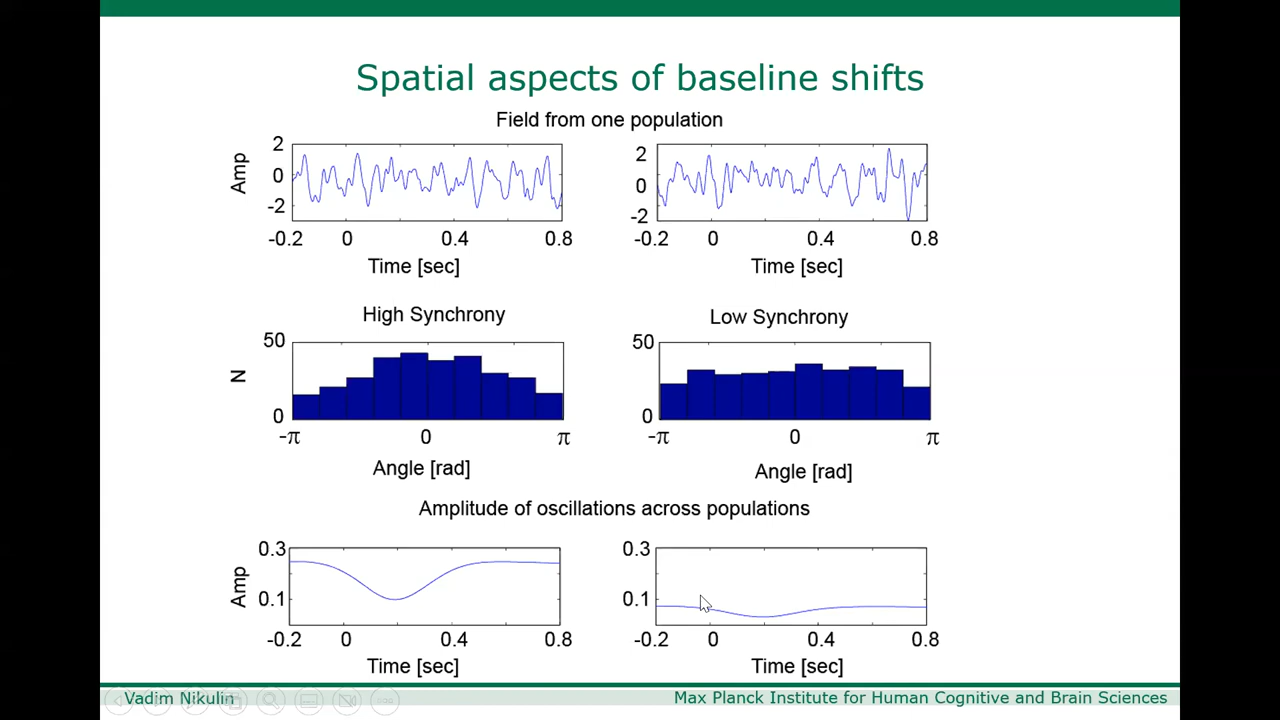 Spatial aspects of baseline shifts
Field from one population
Amp
2
0
-2
-0.2 0 0.4 0.8
Time [sec]
2
0
-2
-0.2 0 0.4 0.8
Time [sec]
High Synchrony
N
50
0
-π 0 π
Angle [rad]
Low Synchrony
50
0
-π 0 π
Angle [rad]
Amplitude of oscillations across populations
Amp
0.3
0.1
-0.2 0 0.4 0.8
Time [sec]
0.3
0.1
-0.2 0 0.4 0.8
Time [sec]
Vadim Nikulin
Max Planck Institute for Human Cognitive and Brain Sciences